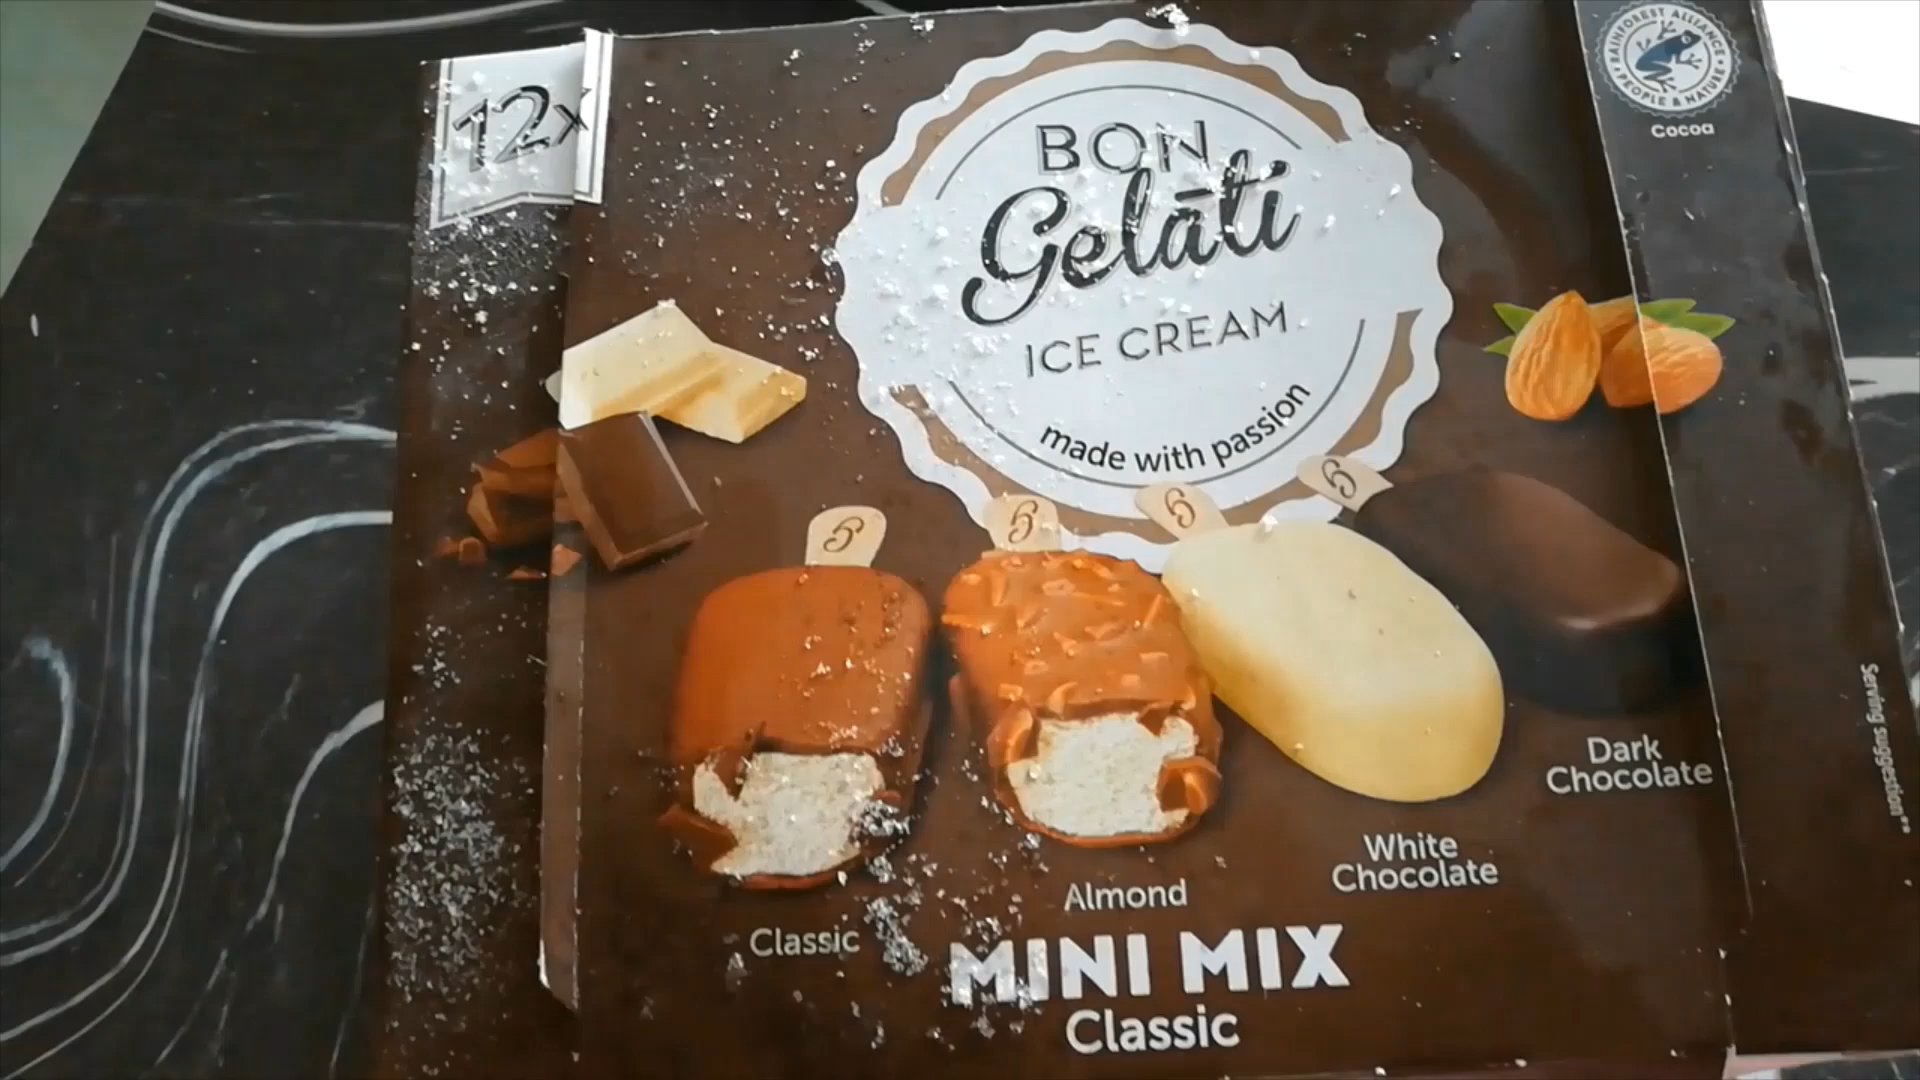 12x
BON
Gelāti
ICE CREAM
made with passion
RAINFOREST ALLIANCE
PEOPLE & NATURE
Cocoa
Classic
Almond
White
Chocolate
Dark
Chocolate
MINI MIX
Classic
Serving suggestion**